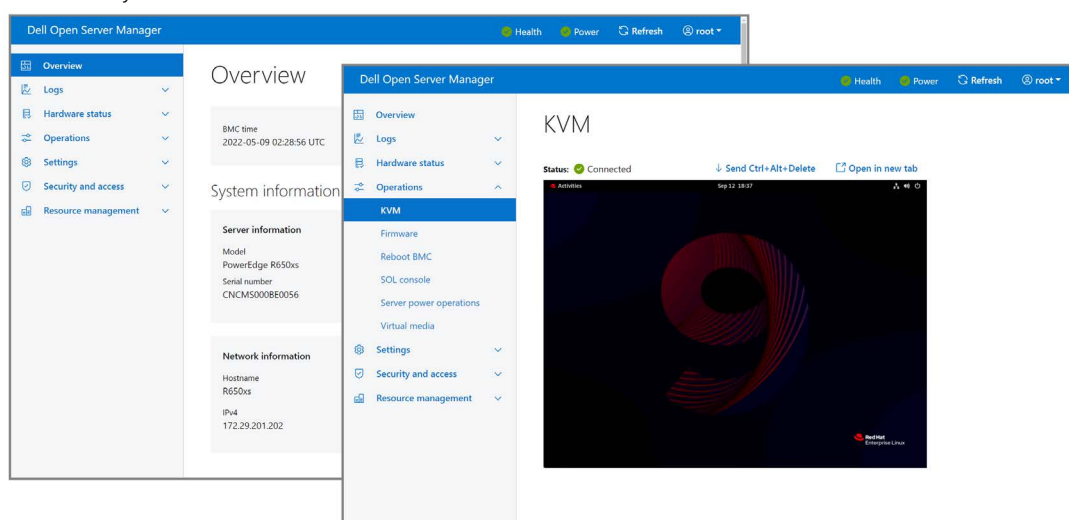 Dell Open Server Manager
Health
Power
Refresh
root
Overview
Logs
Hardware status
Operations
Settings
Security and access
Resource management
Overview
BMC time
2022-05-09 02:28:56 UTC
System information
Server information
Model
PowerEdge R650xs
Serial number
CNCMS000BE0056
Network information
Hostname
R650xs
IPv4
172.29.201.202
Dell Open Server Manager
Health
Power
Refresh
root
Overview
Logs
Hardware status
Operations
KVM
Firmware
Reboot BMC
SOL console
Server power operations
Virtual media
Settings
Security and access
Resource management
KVM
Status: Connected
Send Ctrl+Alt+Delete
Open in new tab
Activities
Sep 12 18:37
9
Red Hat
Enterprise Linux